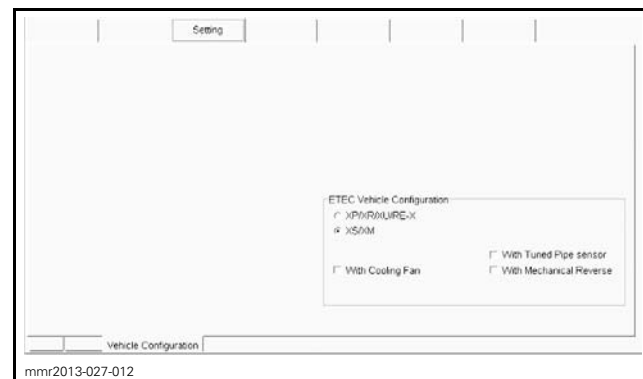 Setting
ETEC Vehicle Configuration
XP/XR/XU/RE-X
XS/XM
With Tuned Pipe sensor
With Cooling Fan
With Mechanical Reverse
Vehicle Configuration
mmr2013-027-012